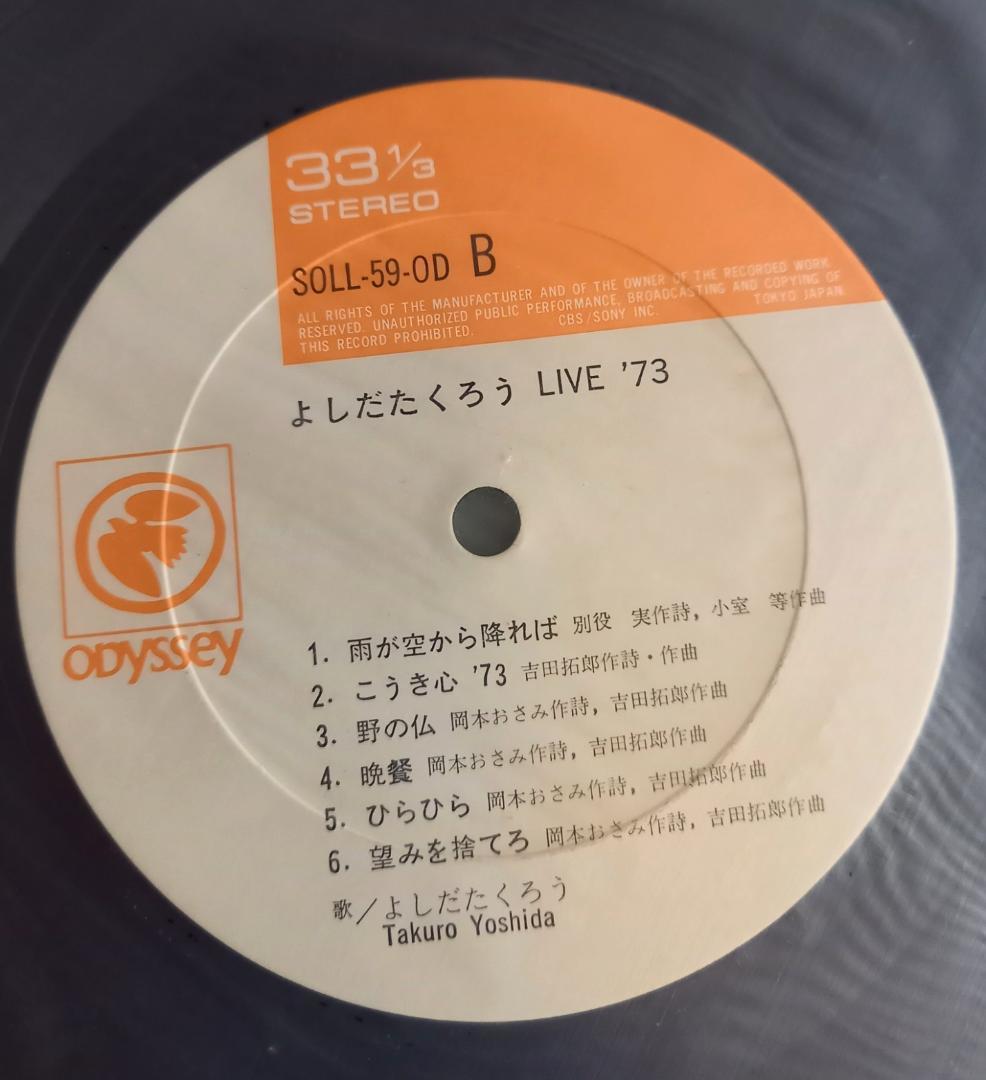 33 1/3
STEREO
SOLL-59-OD B
ALL RIGHTS OF THE MANUFACTURER AND OF THE OWNER OF THE RECORDED WORK
RESERVED. UNAUTHORIZED PUBLIC PERFORMANCE, BROADCASTING AND COPYING OF
THIS RECORD PROHIBITED. CBS/SONY INC. TOKYO JAPAN
よしだたくろう LIVE '73
ODYSSEY
1. 雨が空から降れば 別役 実作詩, 小室 等作曲
2. こうき心 '73 吉田拓郎作詩・作曲
3. 野の仏 岡本おさみ作詩, 吉田拓郎作曲
4. 晩餐 岡本おさみ作詩, 吉田拓郎作曲
5. ひらひら 岡本おさみ作詩, 吉田拓郎作曲
6. 望みを捨てろ 岡本おさみ作詩, 吉田拓郎作曲
歌/よしだたくろう
Takuro Yoshida